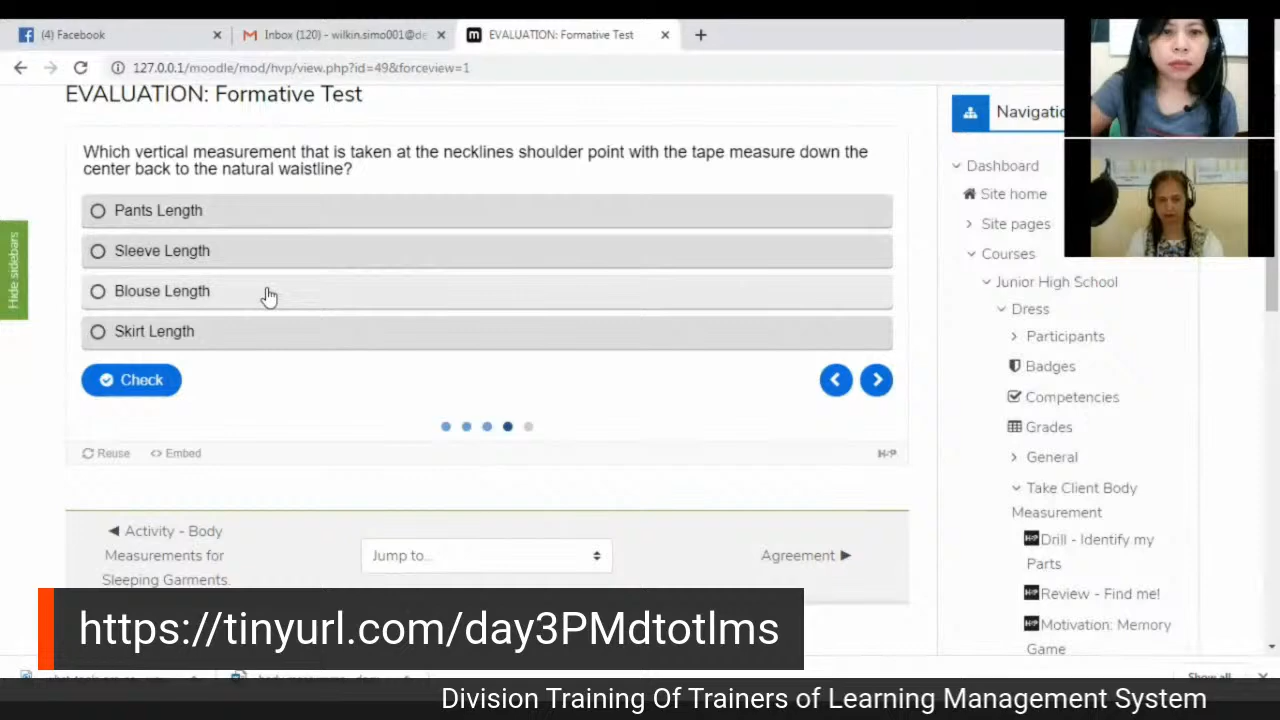 (4) Facebook
Inbox (120) - wilkin.simo001@de
EVALUATION: Formative Test
127.0.0.1/moodle/mod/hvp/view.php?id=49&forceview=1
EVALUATION: Formative Test
Which vertical measurement that is taken at the necklines shoulder point with the tape measure down the
center back to the natural waistline?
Pants Length
Sleeve Length
Blouse Length
Skirt Length
Check
Reuse
Embed
H-P
Hide sidebars
◀ Activity - Body
Measurements for
Sleeping Garments.
Jump to...
Agreement ▶
Navigatio
Dashboard
Site home
Site pages
Courses
Junior High School
Dress
Participants
Badges
Competencies
Grades
General
Take Client Body
Measurement
Drill - Identify my
Parts
Review - Find me!
Motivation: Memory
Game
https://tinyurl.com/day3PMdtotlms
Show all
Division Training Of Trainers of Learning Management System